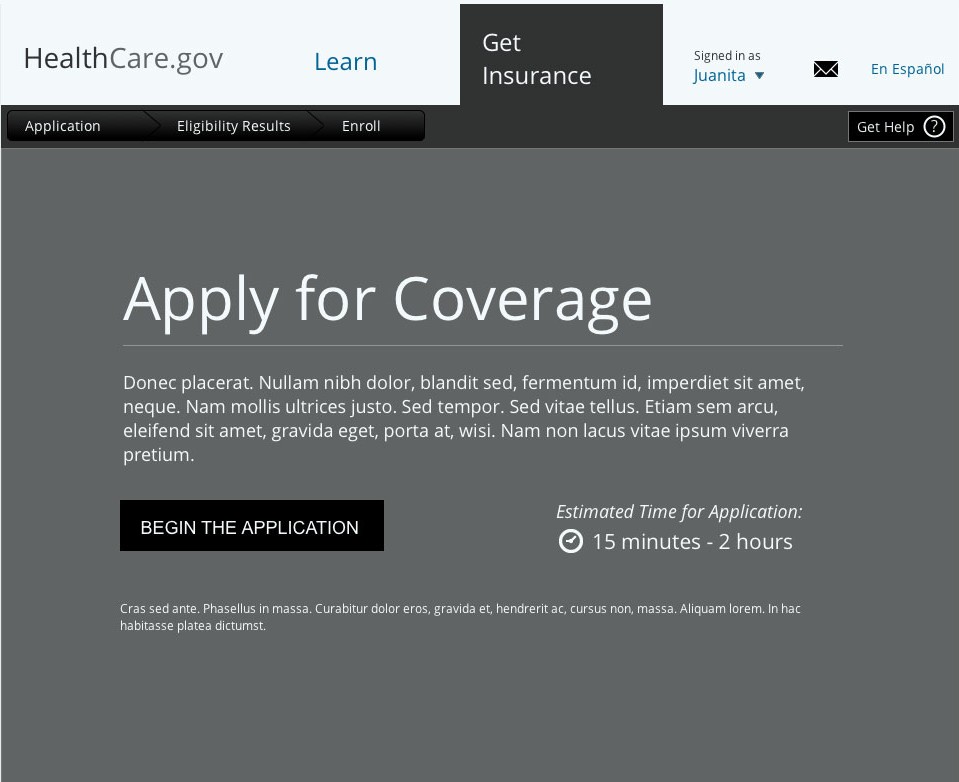 HealthCare.gov
Learn
Get
Insurance
Signed in as
Juanita
En Español
Application
Eligibility Results
Enroll
Get Help ?
Apply for Coverage
Donec placerat. Nullam nibh dolor, blandit sed, fermentum id, imperdiet sit amet,
neque. Nam mollis ultrices justo. Sed tempor. Sed vitae tellus. Etiam sem arcu,
eleifend sit amet, gravida eget, porta at, wisi. Nam non lacus vitae ipsum viverra
pretium.
BEGIN THE APPLICATION
Estimated Time for Application:
15 minutes - 2 hours
Cras sed ante. Phasellus in massa. Curabitur dolor eros, gravida et, hendrerit ac, cursus non, massa. Aliquam lorem. In hac
habitasse platea dictumst.